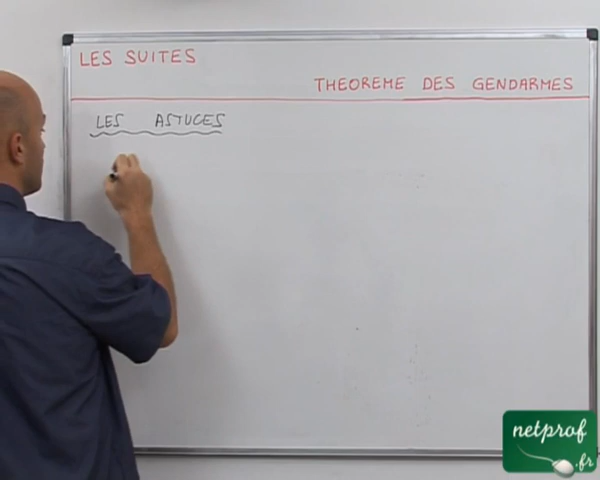 LES SUITES
THEOREME DES GENDARMES
LES ASTUCES
netprof
.fr